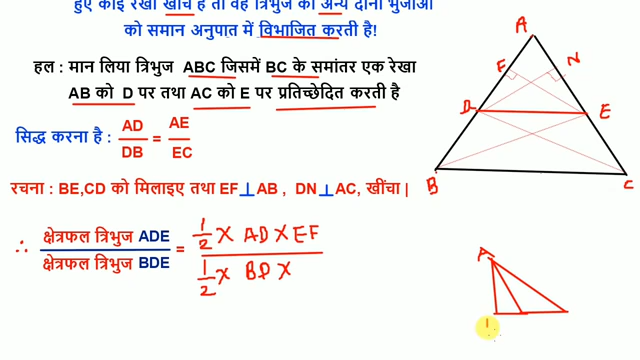 हुए कोई रेखा खींचे है तो वह त्रिभुज की अन्य दोनों भुजाओं
को समान अनुपात में विभाजित करती है!
हल : मान लिया त्रिभुज ABC जिसमें BC के समांतर एक रेखा
AB को D पर तथा AC को E पर प्रतिच्छेदित करती है
सिद्ध करना है : AD/DB = AE/EC
रचना : BE,CD को मिलाइए तथा EF⊥AB , DN⊥AC, खींचा |
∴ क्षेत्रफल त्रिभुज ADE / क्षेत्रफल त्रिभुज BDE = 1/2 × AD × EF / 1/2 × BD ×
A
F
N
D
E
B
C
A